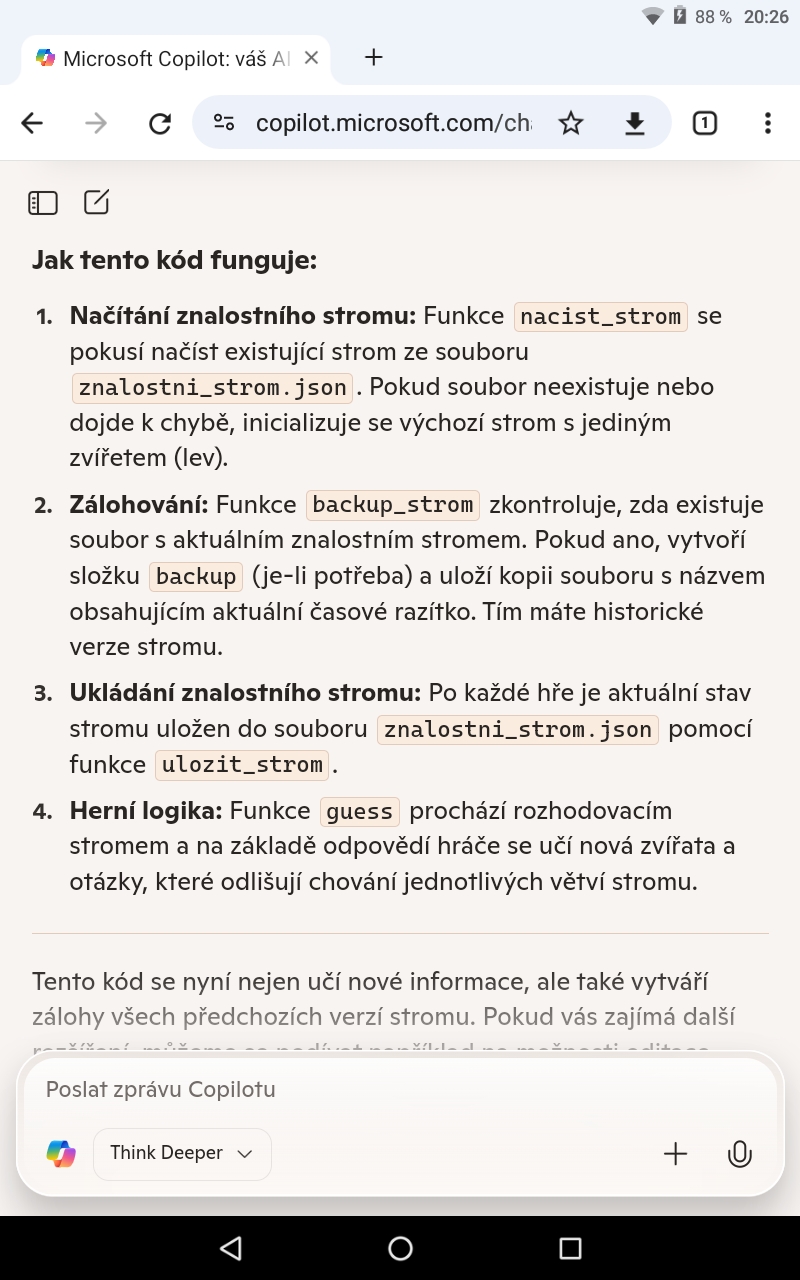 88 % 20:26
Microsoft Copilot: váš AI
copilot.microsoft.com/ch
1
Jak tento kód funguje:
1. Načítání znalostního stromu: Funkce nacist_strom se
pokusí načíst existující strom ze souboru
znalostni_strom.json. Pokud soubor neexistuje nebo
dojde k chybě, inicializuje se výchozí strom s jediným
zvířetem (lev).
2. Zálohování: Funkce backup_strom zkontroluje, zda existuje
soubor s aktuálním znalostním stromem. Pokud ano, vytvoří
složku backup (je-li potřeba) a uloží kopii souboru s názvem
obsahujícím aktuální časové razítko. Tím máte historické
verze stromu.
3. Ukládání znalostního stromu: Po každé hře je aktuální stav
stromu uložen do souboru znalostni_strom.json pomocí
funkce ulozit_strom.
4. Herní logika: Funkce guess prochází rozhodovacím
stromem a na základě odpovědí hráče se učí nová zvířata a
otázky, které odlišují chování jednotlivých větví stromu.
Tento kód se nyní nejen učí nové informace, ale také vytváří
zálohy všech předchozích verzí stromu. Pokud vás zajímá další
Poslat zprávu Copilotu
Think Deeper